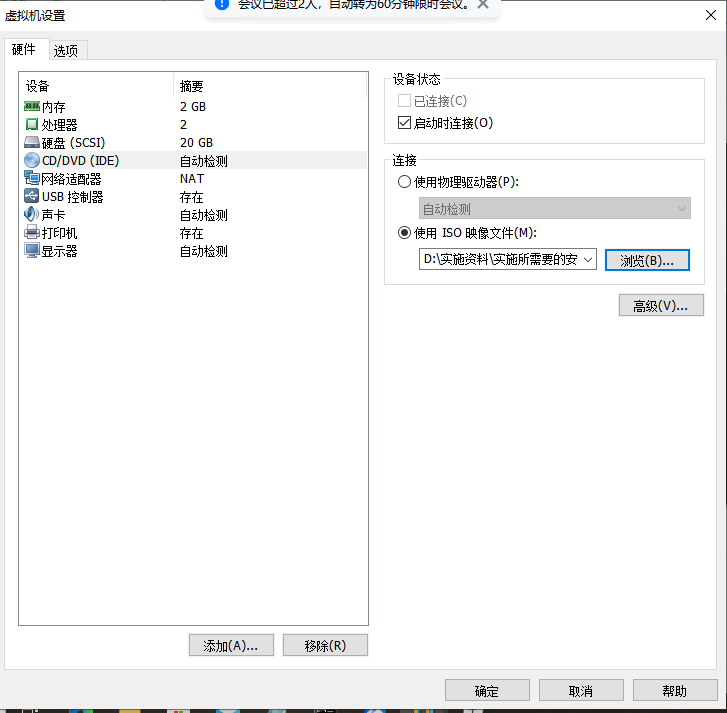 会议已超过2人，自动转为60分钟限时会议。
虚拟机设置
硬件 选项
设备 摘要
内存 2 GB
处理器 2
硬盘 (SCSI) 20 GB
CD/DVD (IDE) 自动检测
网络适配器 NAT
USB 控制器 存在
声卡 自动检测
打印机 存在
显示器 自动检测
添加(A)... 移除(R)
设备状态
已连接(C)
启动时连接(O)
连接
使用物理驱动器(P):
自动检测
使用 ISO 映像文件(M):
D:\实施资料\实施所需要的安 浏览(B)...
高级(V)...
确定 取消 帮助